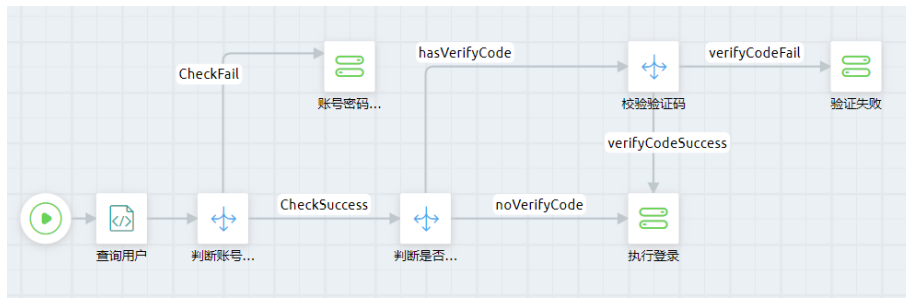 hasVerifyCode
verifyCodeFail
CheckFail
账号密码...
校验验证码
验证失败
verifyCodeSuccess
CheckSuccess
noVerifyCode
查询用户
判断账号...
判断是否...
执行登录